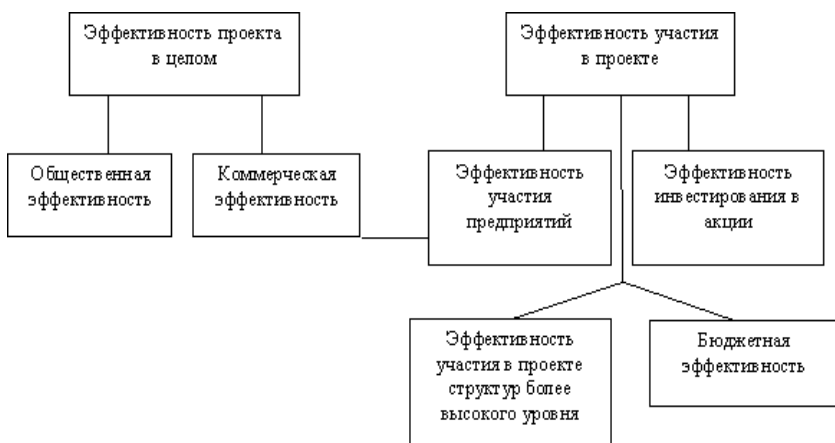 Эффективность проекта
в целом
Эффективность участия
в проекте
Общественная
эффективность
Коммерческая
эффективность
Эффективность
участия
предприятий
Эффективность
инвестирования в
акции
Эффективность
участия в проекте
структур более
высокого уровня
Бюджетная
эффективность